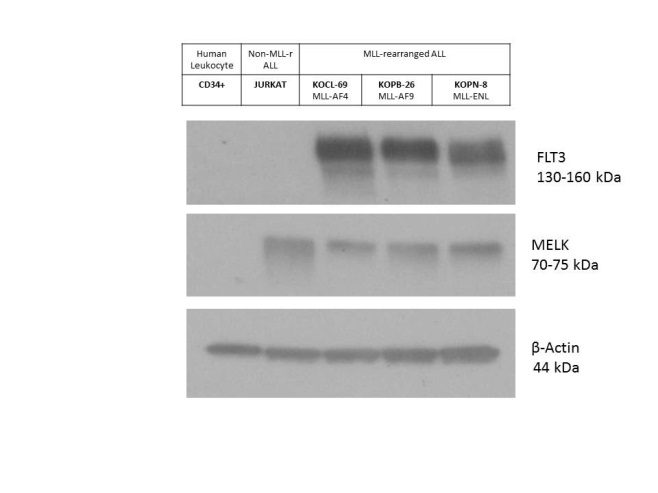 Human Leukocyte
Non-MLL-r ALL
MLL-rearranged ALL
CD34+
JURKAT
KOCL-69
MLL-AF4
KOPB-26
MLL-AF9
KOPN-8
MLL-ENL
FLT3
130-160 kDa
MELK
70-75 kDa
β-Actin
44 kDa